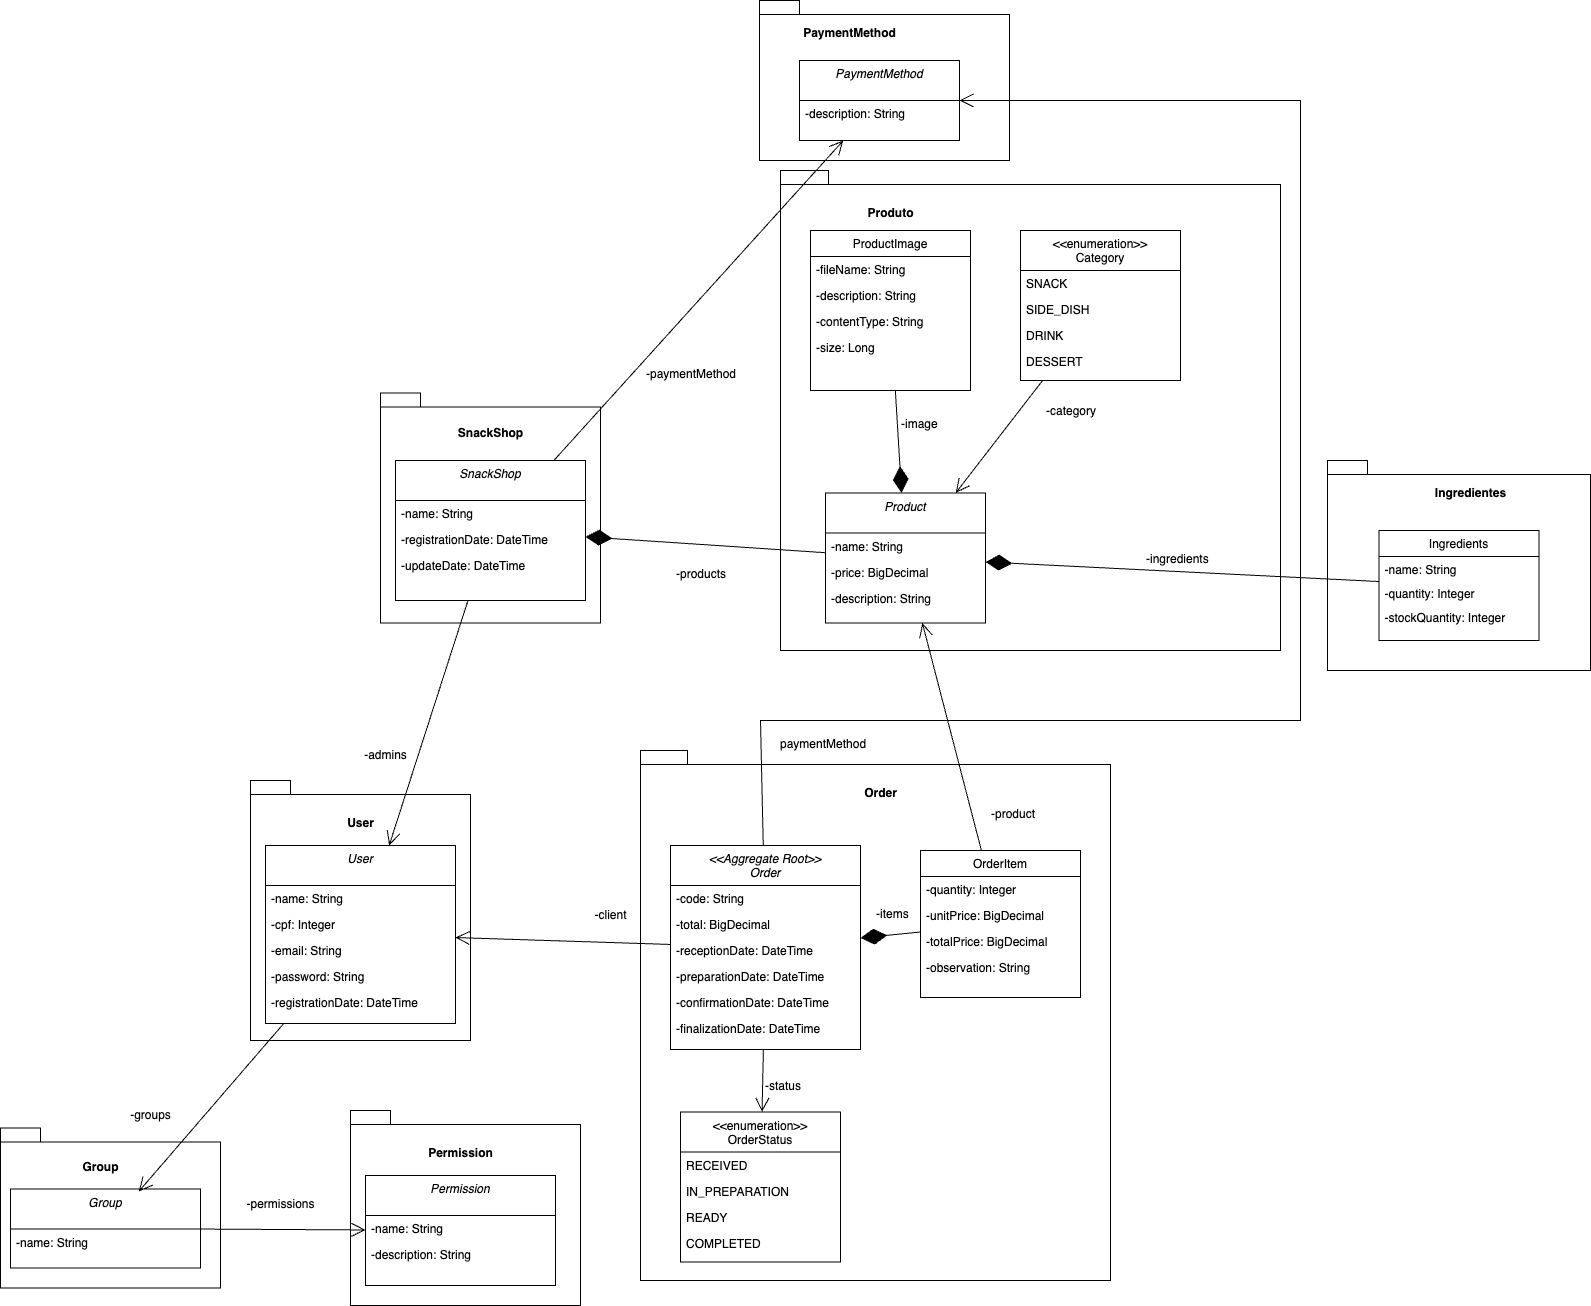 PaymentMethod
PaymentMethod
-description: String
Produto
ProductImage
-fileName: String
-description: String
-contentType: String
-size: Long
<<enumeration>>
Category
SNACK
SIDE_DISH
DRINK
DESSERT
-paymentMethod
-image
-category
SnackShop
SnackShop
-name: String
-registrationDate: DateTime
-updateDate: DateTime
-products
Product
-name: String
-price: BigDecimal
-description: String
-ingredients
Ingredientes
Ingredients
-name: String
-quantity: Integer
-stockQuantity: Integer
-admins
paymentMethod
-product
User
User
-name: String
-cpf: Integer
-email: String
-password: String
-registrationDate: DateTime
-client
Order
<<Aggregate Root>>
Order
-code: String
-total: BigDecimal
-receptionDate: DateTime
-preparationDate: DateTime
-confirmationDate: DateTime
-finalizationDate: DateTime
-items
OrderItem
-quantity: Integer
-unitPrice: BigDecimal
-totalPrice: BigDecimal
-observation: String
-status
<<enumeration>>
OrderStatus
RECEIVED
IN_PREPARATION
READY
COMPLETED
-groups
Group
Group
-name: String
-permissions
Permission
Permission
-name: String
-description: String